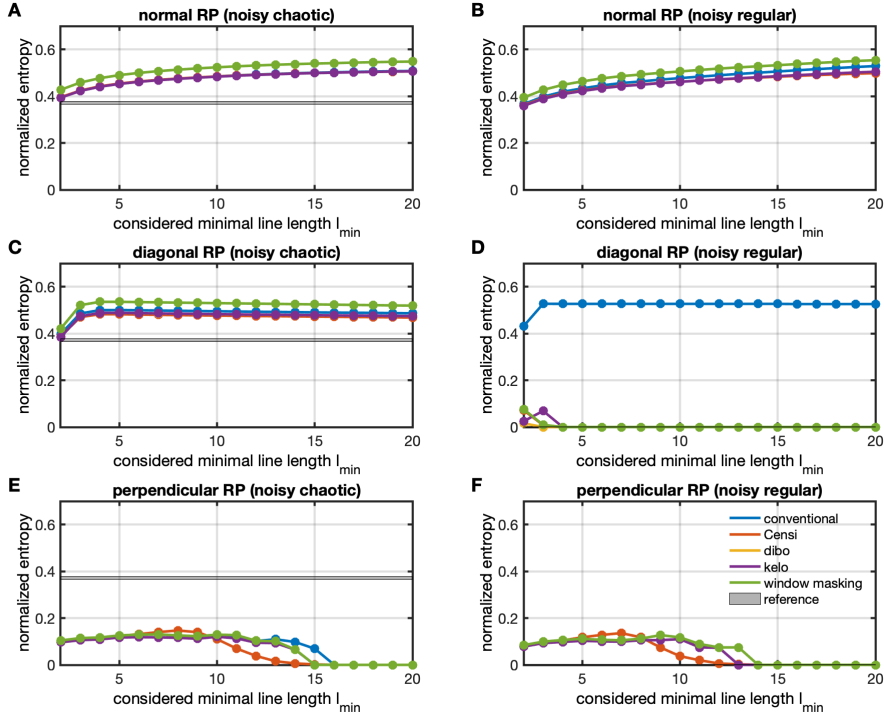 A
normal RP (noisy chaotic)
normalized entropy
0.6
0.4
0.2
0
5
10
15
20
considered minimal line length l_min
B
normal RP (noisy regular)
normalized entropy
0.6
0.4
0.2
0
5
10
15
20
considered minimal line length l_min
C
diagonal RP (noisy chaotic)
normalized entropy
0.6
0.4
0.2
0
5
10
15
20
considered minimal line length l_min
D
diagonal RP (noisy regular)
normalized entropy
0.6
0.4
0.2
0
5
10
15
20
considered minimal line length l_min
E
perpendicular RP (noisy chaotic)
normalized entropy
0.6
0.4
0.2
0
5
10
15
20
considered minimal line length l_min
F
perpendicular RP (noisy regular)
normalized entropy
0.6
0.4
0.2
0
conventional
Censi
dibo
kelo
window masking
reference
5
10
15
20
considered minimal line length l_min